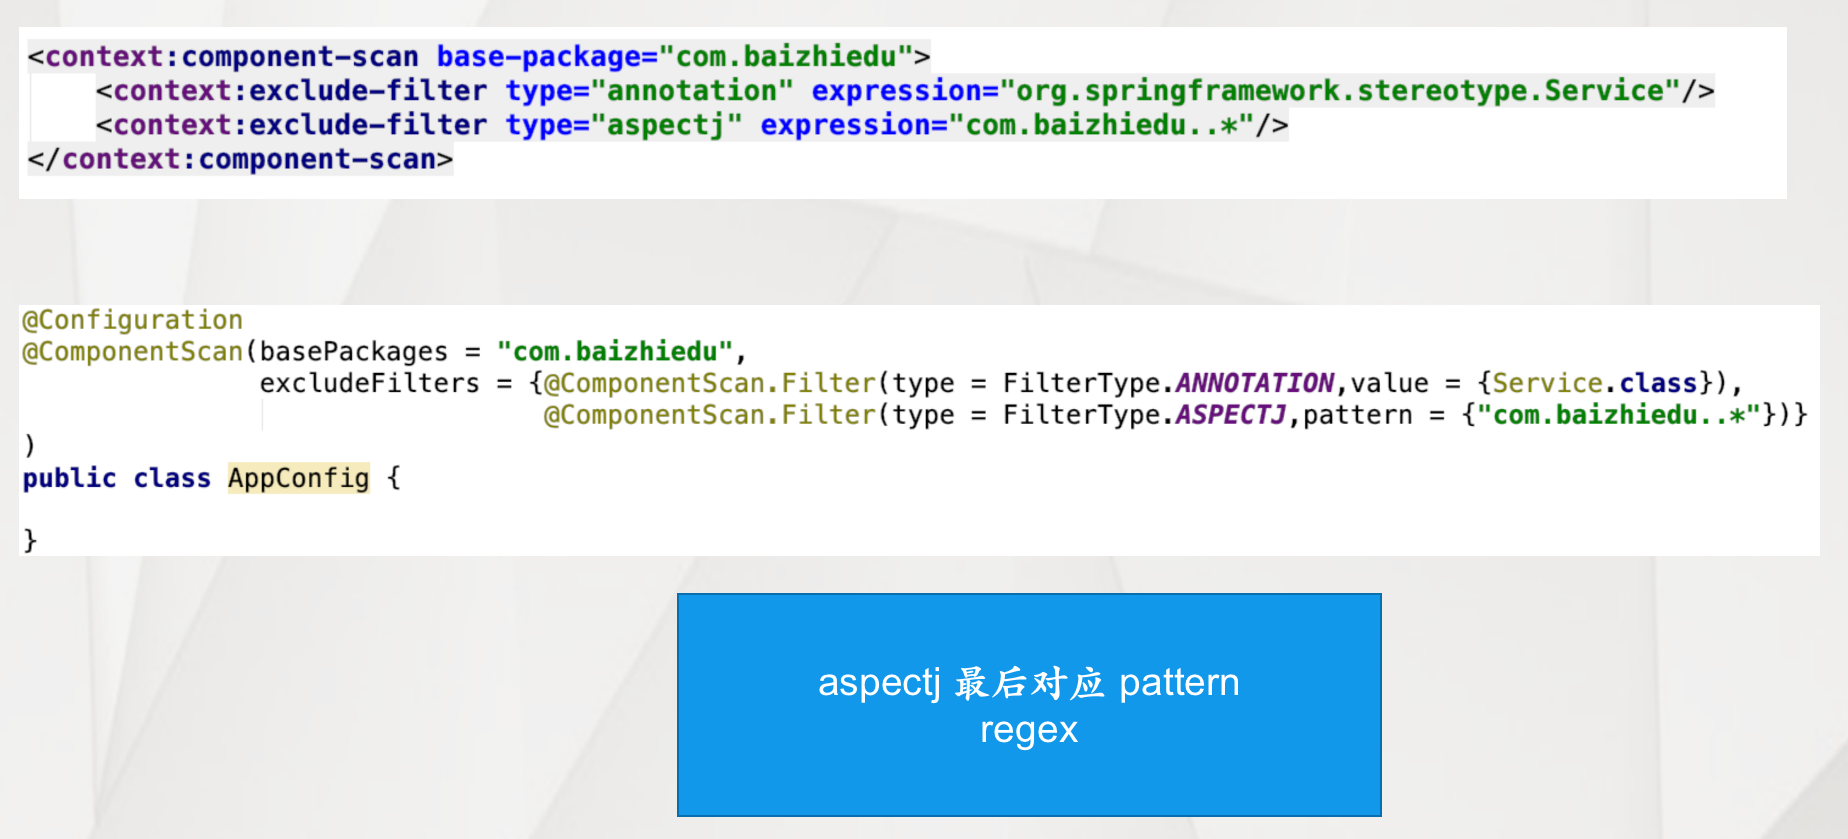 <context:component-scan base-package="com.baizhiedu">
    <context:exclude-filter type="annotation" expression="org.springframework.stereotype.Service"/>
    <context:exclude-filter type="aspectj" expression="com.baizhiedu..*"/>
</context:component-scan>
@Configuration
@ComponentScan(basePackages = "com.baizhiedu",
               excludeFilters = {@ComponentScan.Filter(type = FilterType.ANNOTATION,value = {Service.class}),
                                 @ComponentScan.Filter(type = FilterType.ASPECTJ,pattern = {"com.baizhiedu..*"})}
)
public class AppConfig {
}
aspectj 最后对应 pattern
regex